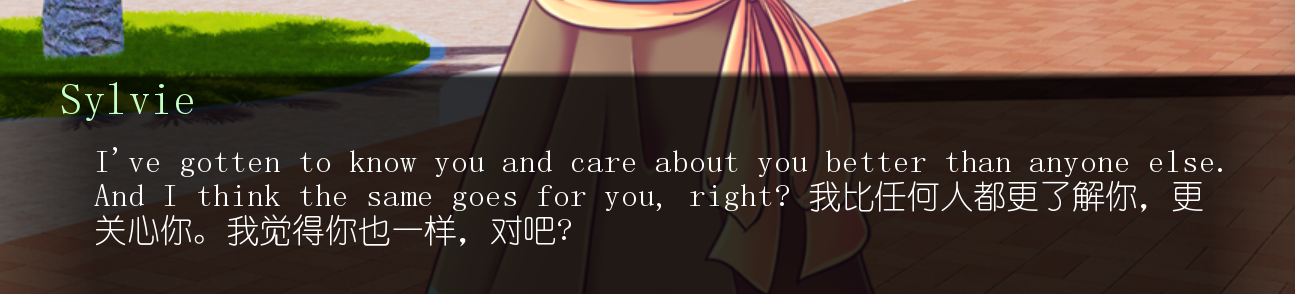 Sylvie
I've gotten to know you and care about you better than anyone else.
And I think the same goes for you, right? 我比任何人都更了解你，更
关心你。我觉得你也一样，对吧?